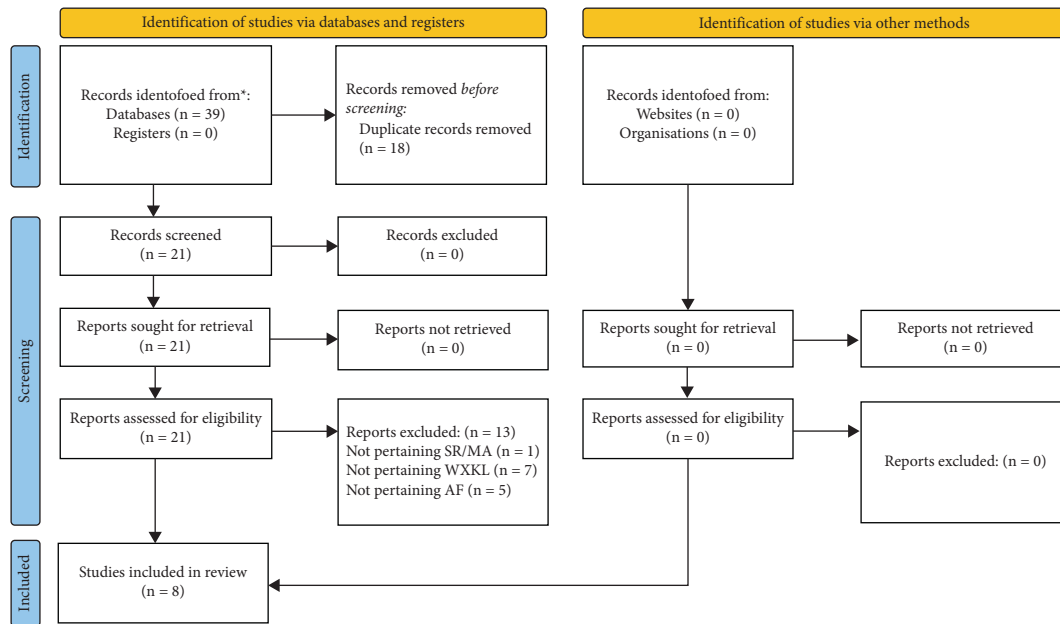 Identification of studies via databases and registers
Identification of studies via other methods
Identification
Records identofoed from*:
Databases (n = 39)
Registers (n = 0)
Records removed before
screening:
Duplicate records removed
(n = 18)
Records identofoed from:
Websites (n = 0)
Organisations (n = 0)
Screening
Records screened
(n = 21)
Records excluded
(n = 0)
Reports sought for retrieval
(n = 21)
Reports not retrieved
(n = 0)
Reports sought for retrieval
(n = 0)
Reports not retrieved
(n = 0)
Reports assessed for eligibility
(n = 21)
Reports excluded: (n = 13)
Not pertaining SR/MA (n = 1)
Not pertaining WXKL (n = 7)
Not pertaining AF (n = 5)
Reports assessed for eligibility
(n = 0)
Reports excluded: (n = 0)
Included
Studies included in review
(n = 8)